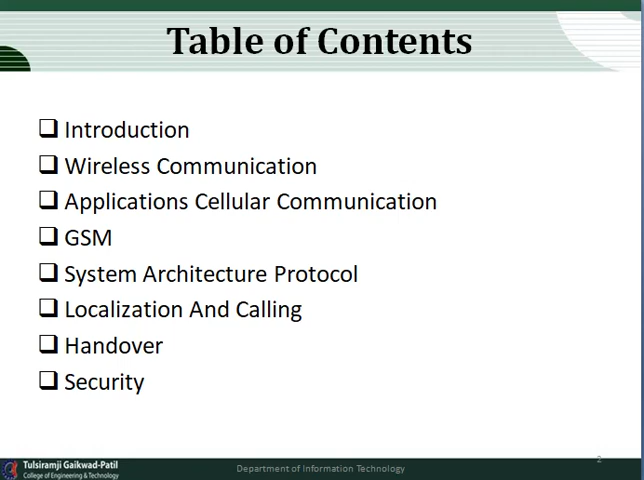 Table of Contents
Introduction
Wireless Communication
Applications Cellular Communication
GSM
System Architecture Protocol
Localization And Calling
Handover
Security
2
Tulsiramji Gaikwad-Patil
College of Engineering & Technology
Department of Information Technology